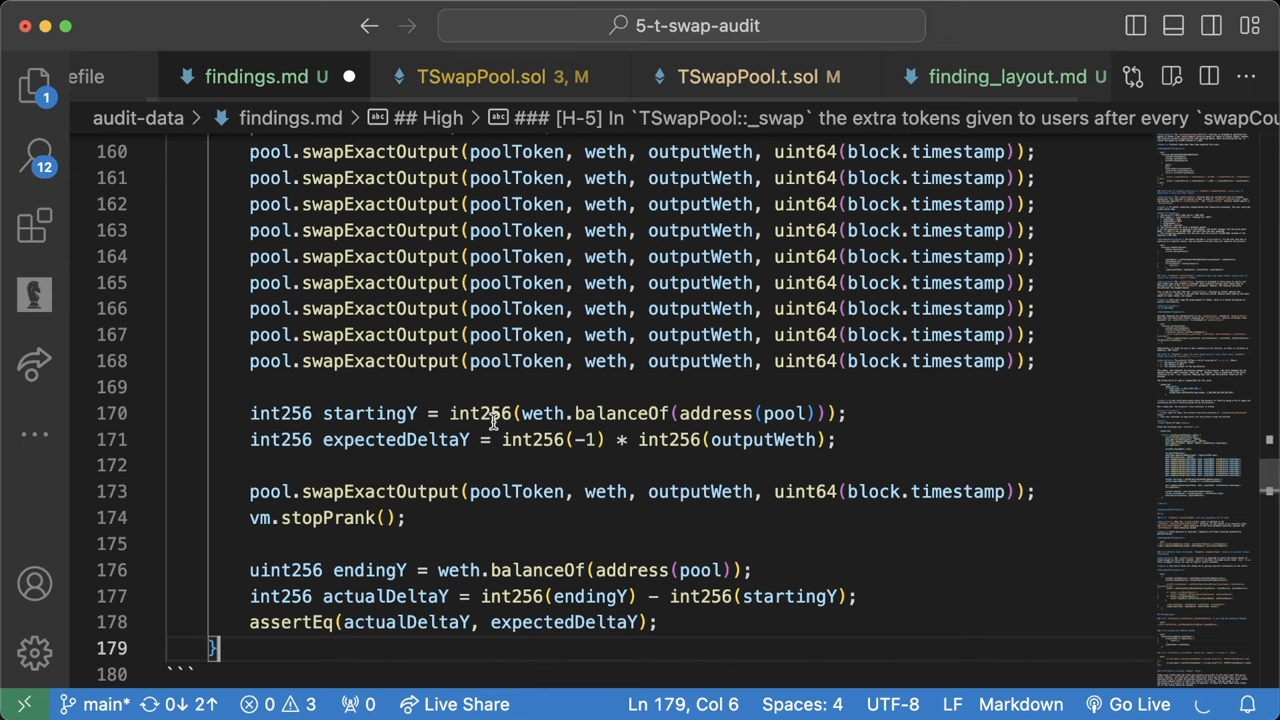 5-t-swap-audit
efile
findings.md U
TSwapPool.sol 3, M
TSwapPool.t.sol M
finding_layout.md U
audit-data > findings.md > ## High > ### [H-5] In `TSwapPool::_swap` the extra tokens given to users after every `swapCou
160 pool.swapExactOutput(poolToken, weth, outputWeth, uint64(block.timestamp));
161 pool.swapExactOutput(poolToken, weth, outputWeth, uint64(block.timestamp));
162 pool.swapExactOutput(poolToken, weth, outputWeth, uint64(block.timestamp));
163 pool.swapExactOutput(poolToken, weth, outputWeth, uint64(block.timestamp));
164 pool.swapExactOutput(poolToken, weth, outputWeth, uint64(block.timestamp));
165 pool.swapExactOutput(poolToken, weth, outputWeth, uint64(block.timestamp));
166 pool.swapExactOutput(poolToken, weth, outputWeth, uint64(block.timestamp));
167 pool.swapExactOutput(poolToken, weth, outputWeth, uint64(block.timestamp));
168 pool.swapExactOutput(poolToken, weth, outputWeth, uint64(block.timestamp));
169
170 int256 startingY = int256(weth.balanceOf(address(pool)));
171 int256 expectedDeltaY = int256(-1) * int256(outputWeth);
172
173 pool.swapExactOutput(poolToken, weth, outputWeth, uint64(block.timestamp));
174 vm.stopPrank();
175
176 uint256 endingY = weth.balanceOf(address(pool));
177 int256 actualDeltaY = int256(endingY) - int256(startingY);
178 assertEq(actualDeltaY, expectedDeltaY);
179 }
180 ```
1
12
main* 0↓ 2↑ 0 3 0 Live Share Ln 179, Col 6 Spaces: 4 UTF-8 LF Markdown Go Live